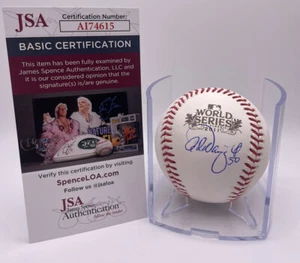 JSA
Certification Number
AI74615
BASIC CERTIFICATION
This item has been fully examined by
James Spence Authentication, LLC and
it is our considered opinion that the
signature(s) is/are genuine.
Verify this certification by visiting
SpenceLOA.com
Follow us @jsaloa
James Spence
Authentication
WORLD
SERIES
50